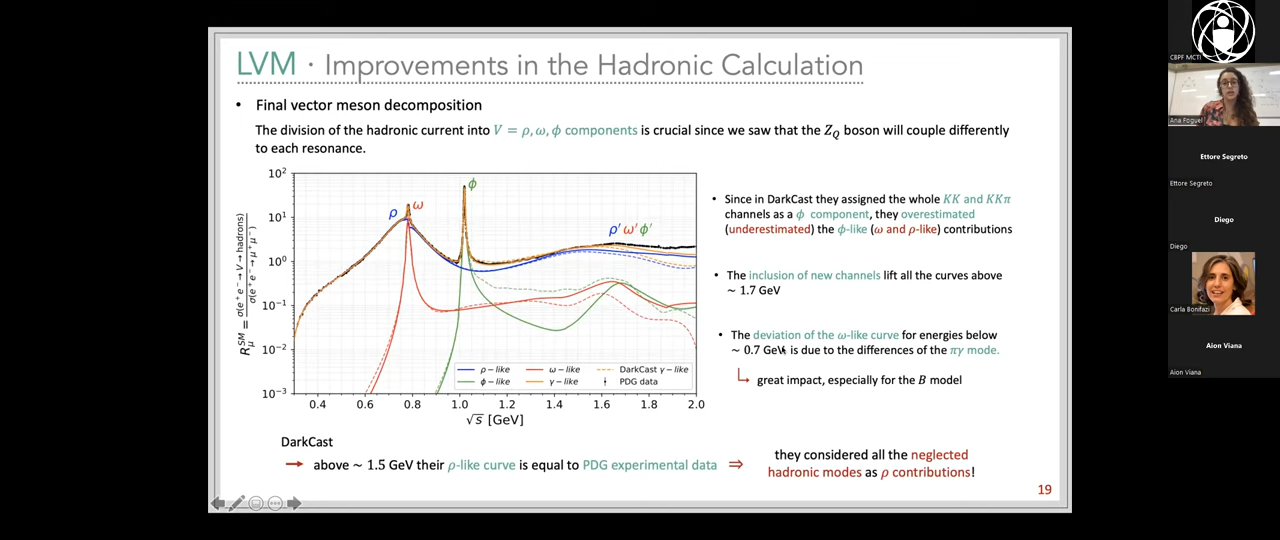 LVM · Improvements in the Hadronic Calculation
• Final vector meson decomposition
The division of the hadronic current into V = ρ, ω, ϕ components is crucial since we saw that the Z_Q boson will couple differently
to each resonance.
R_μ^SM = σ(e⁺e⁻→V→hadrons) / σ(e⁺e⁻→μ⁺μ⁻)
10²
10¹
10⁰
10⁻¹
10⁻²
10⁻³
ρ ω ϕ ρ′ ω′ ϕ′
ρ − like ω − like DarkCast γ − like
ϕ − like γ − like PDG data
0.4 0.6 0.8 1.0 1.2 1.4 1.6 1.8 2.0
√s [GeV]
• Since in DarkCast they assigned the whole KK and KKπ
channels as a ϕ component, they overestimated
(underestimated) the ϕ-like (ω and ρ-like) contributions
• The inclusion of new channels lift all the curves above
~ 1.7 GeV
• The deviation of the ω-like curve for energies below
~ 0.7 GeV is due to the differences of the πγ mode.
great impact, especially for the B model
DarkCast
→ above ~ 1.5 GeV their ρ-like curve is equal to PDG experimental data ⇒
they considered all the neglected
hadronic modes as ρ contributions!
19
CBPF MCTI
Ana Foguel
Ettore Segreto
Ettore Segreto
Diego
Diego
Carla Bonifazi
Aion Viana
Aion Viana